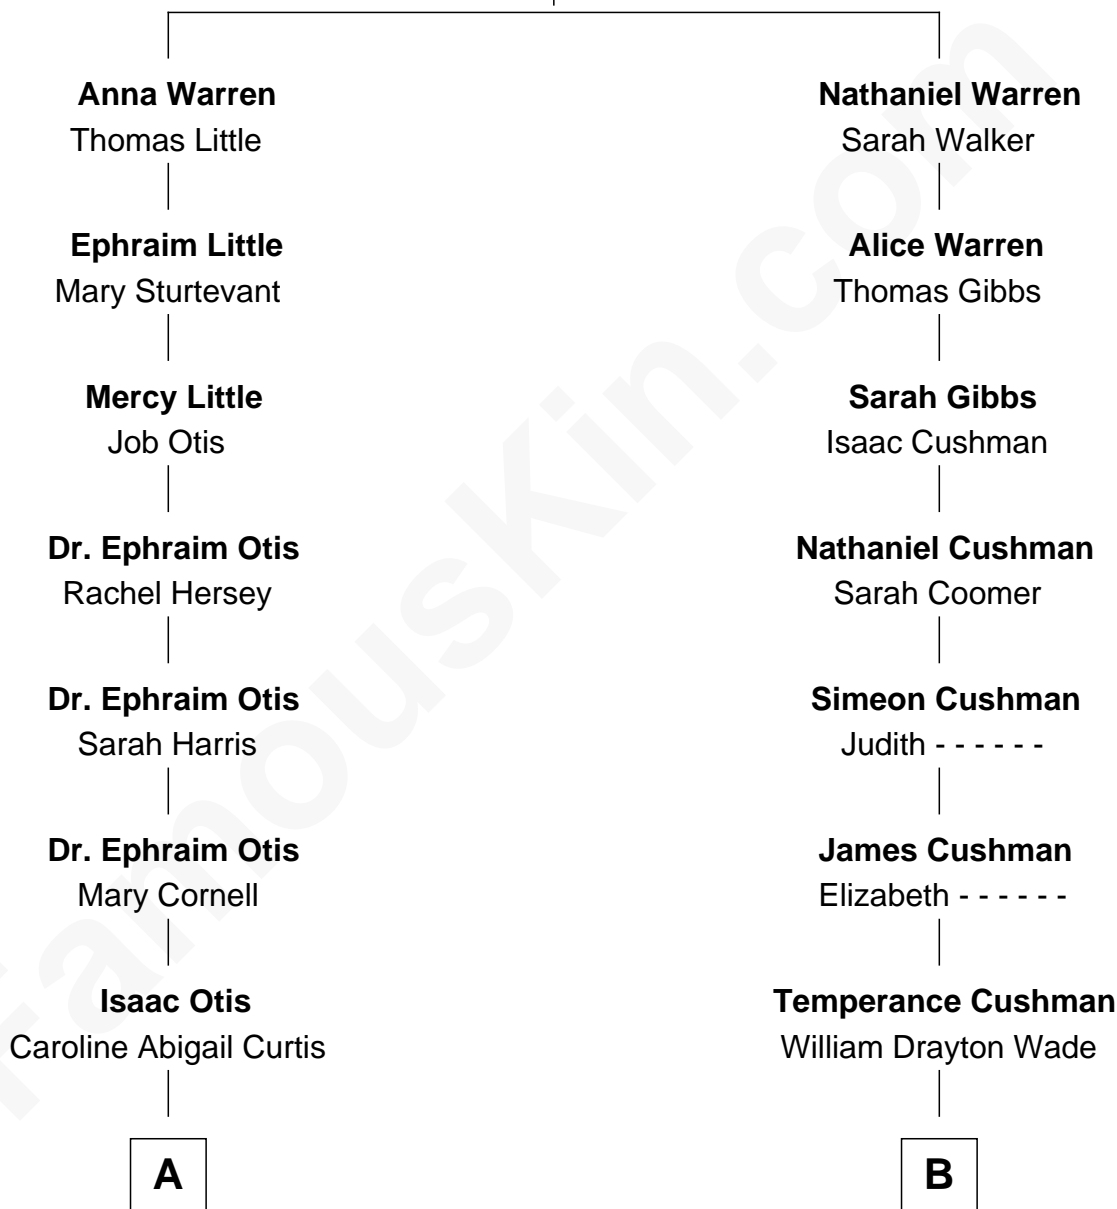 Anna Warren
Thomas Little
Nathaniel Warren
Sarah Walker
Ephraim Little
Mary Sturtevant
Alice Warren
Thomas Gibbs
Mercy Little
Job Otis
Sarah Gibbs
Isaac Cushman
Dr. Ephraim Otis
Rachel Hersey
Nathaniel Cushman
Sarah Coomer
Dr. Ephraim Otis
Sarah Harris
Simeon Cushman
Judith - - - - - -
Dr. Ephraim Otis
Mary Cornell
James Cushman
Elizabeth - - - - - -
Isaac Otis
Caroline Abigail Curtis
Temperance Cushman
William Drayton Wade
A
B
FamousKin.com